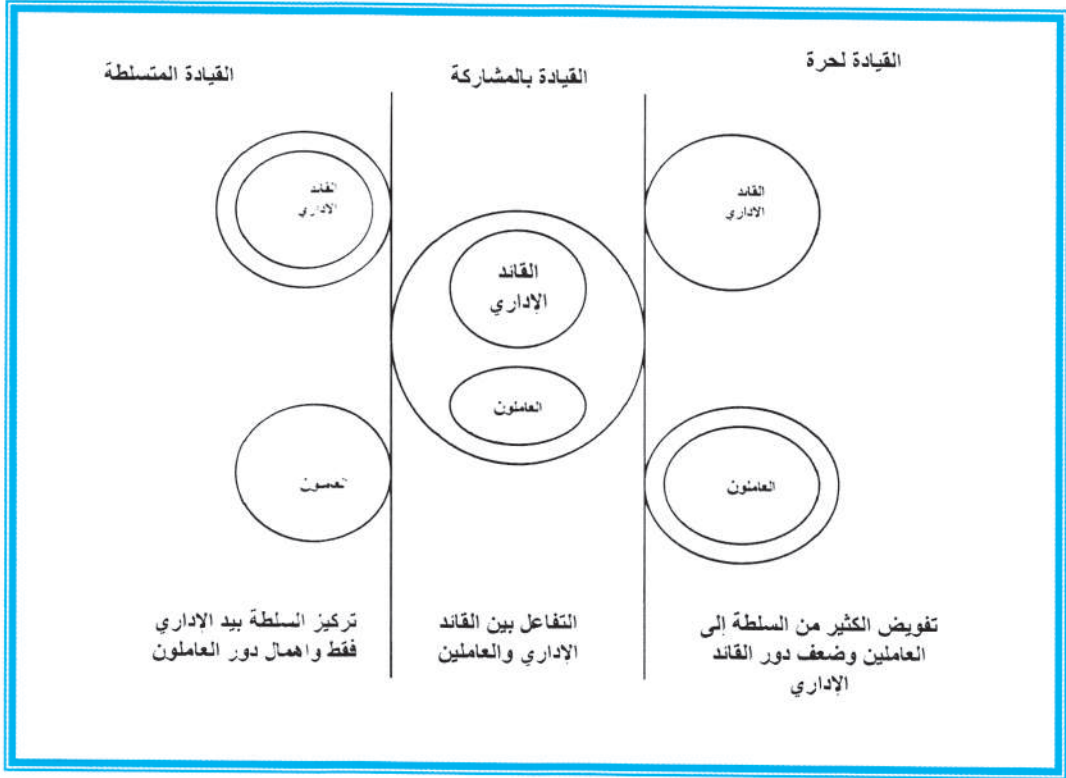 القيادة لحرة
القائد
الاداري
العاملون
تفويض الكثير من السلطة إلى
العاملين وضعف دور القائد
الإداري
القيادة بالمشاركة
القائد
الإداري
العاملون
التفاعل بين القائد
الإداري والعاملين
القيادة المتسلطة
القائد
الاداري
العاملون
تركيز السلطة بيد الإداري
فقط واهمال دور العاملون